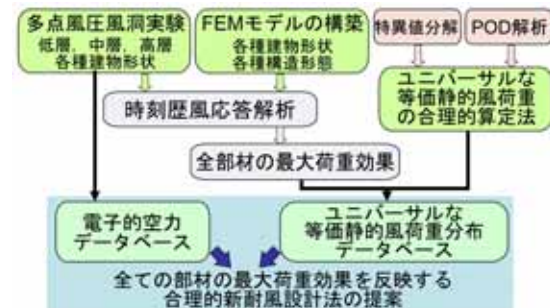 多点風圧風洞実験
低層, 中層, 高層
各種建物形状
FEMモデルの構築
各種建物形状
各種構造形態
特異値分解
POD解析
時刻歴風応答解析
ユニバーサルな
等価静的風荷重
の合理的算定法
全部材の最大荷重効果
電子的空力
データベース
ユニバーサルな
等価静的風荷重分布
データベース
全ての部材の最大荷重効果を反映する
合理的新耐風設計法の提案